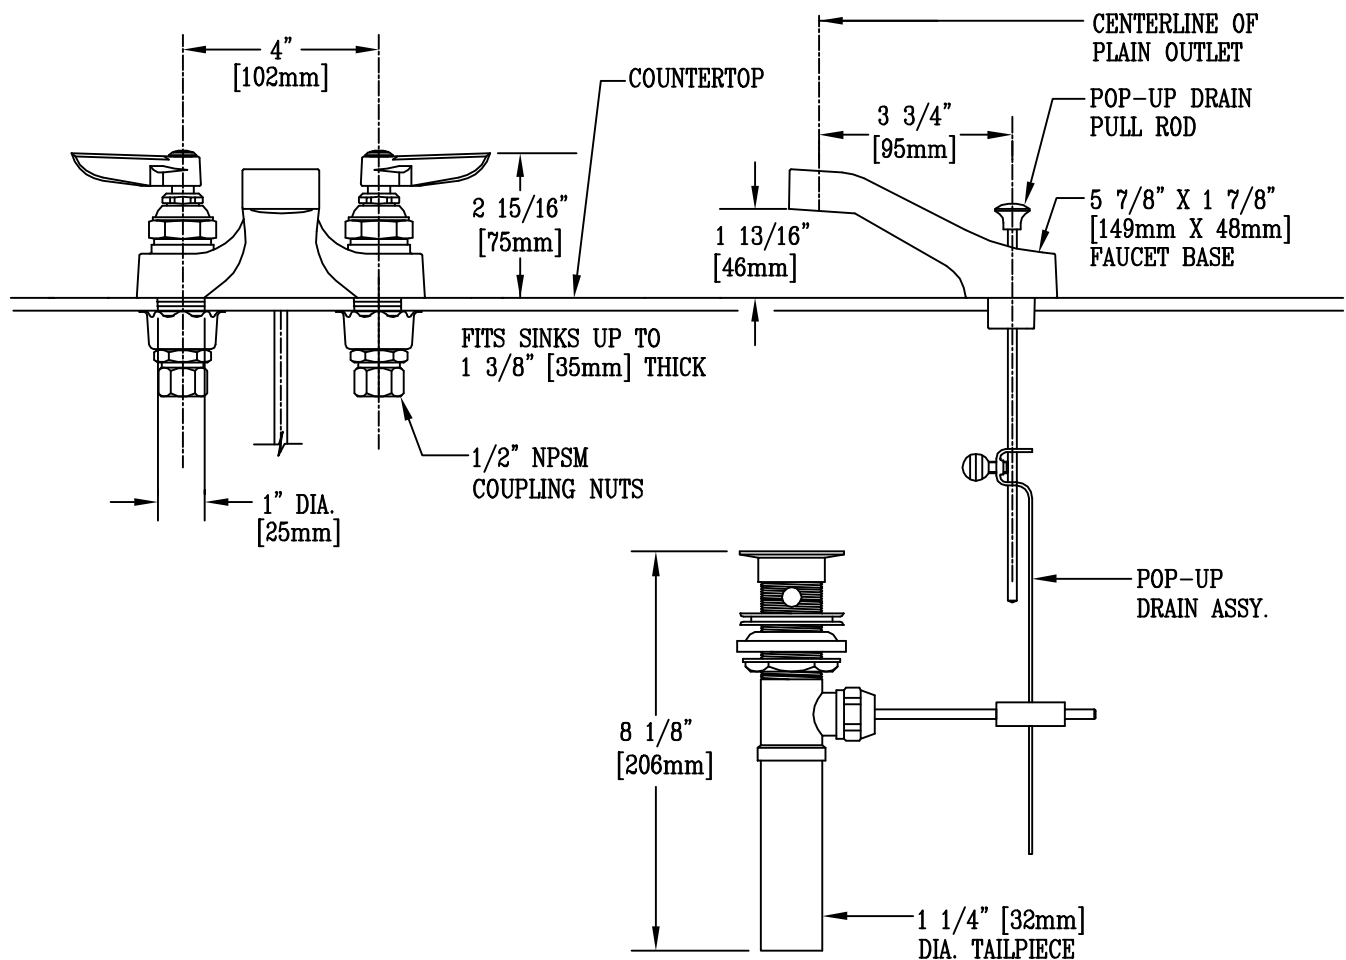 4"
[102mm]
COUNTERTOP
2 15/16"
[75mm]
FITS SINKS UP TO
1 3/8" [35mm] THICK
1/2" NPSM
COUPLING NUTS
1" DIA.
[25mm]
CENTERLINE OF
PLAIN OUTLET
3 3/4"
[95mm]
POP-UP DRAIN
PULL ROD
1 13/16"
[46mm]
5 7/8" X 1 7/8"
[149mm X 48mm]
FAUCET BASE
POP-UP
DRAIN ASSY.
8 1/8"
[206mm]
1 1/4" [32mm]
DIA. TAILPIECE